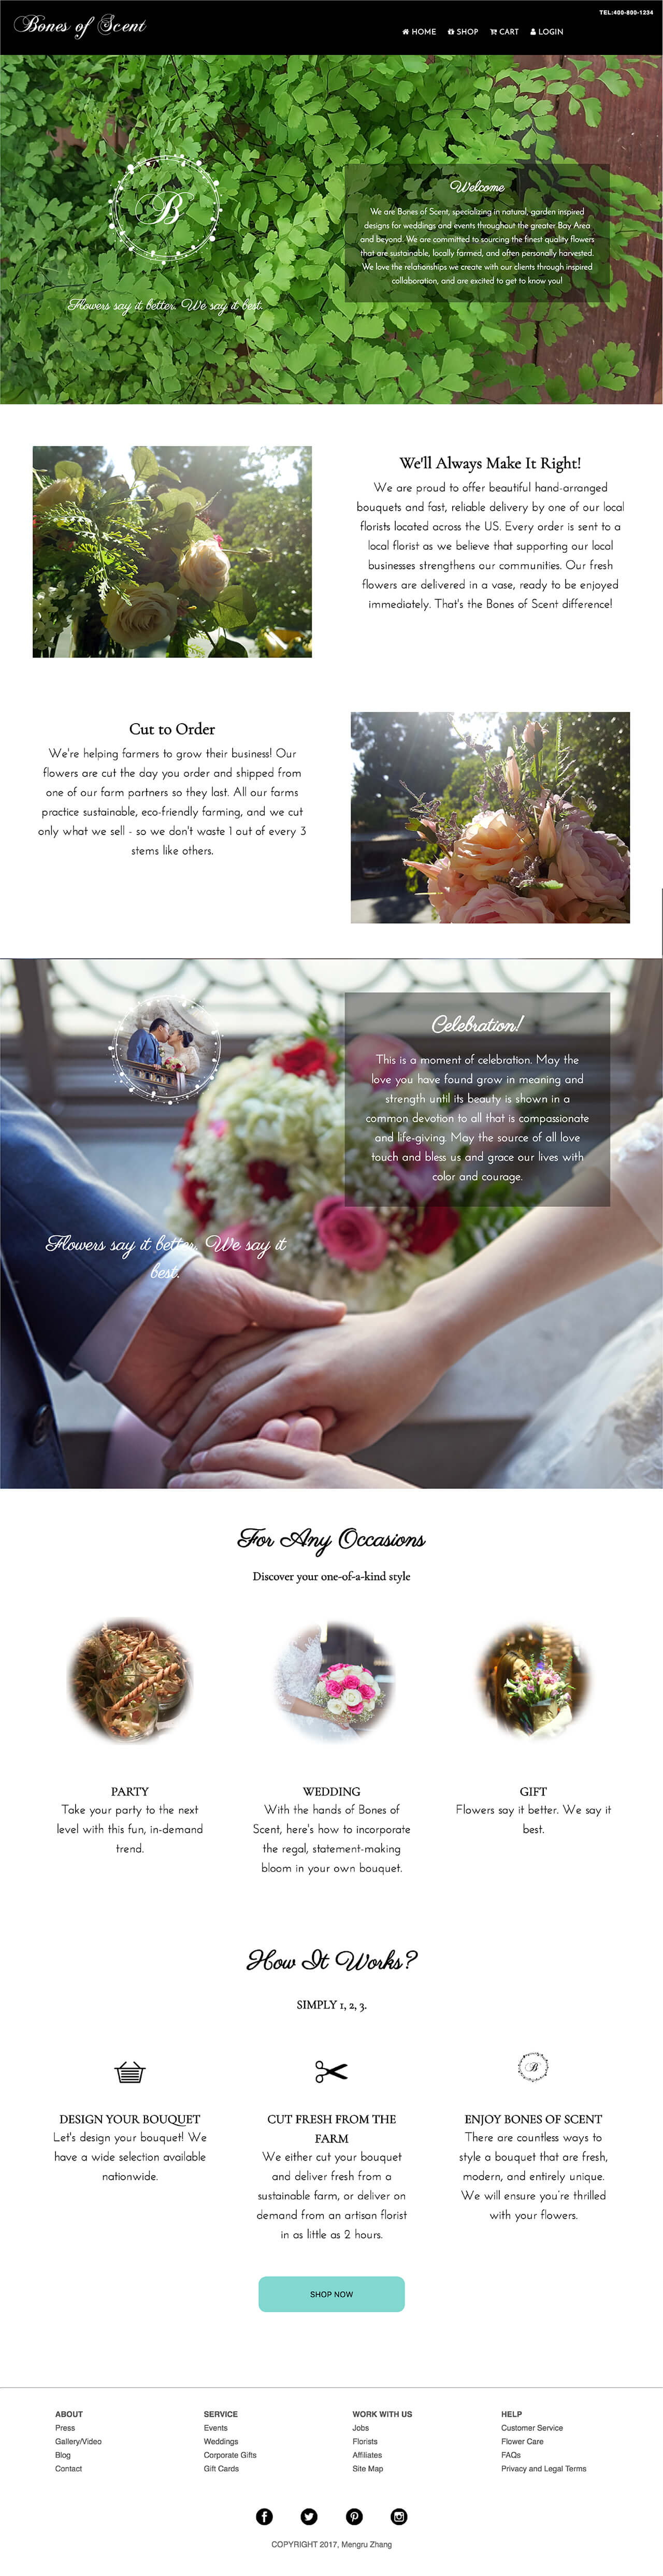 Bones of Scent
TEL:400-800-1234
HOME SHOP CART LOGIN
B
Flowers say it better. We say it best.
Welcome
We are Bones of Scent, specializing in natural, garden inspired
designs for weddings and events throughout the greater Bay Area
and beyond. We are committed to sourcing the finest quality flowers
that are sustainable, locally farmed, and often personally harvested.
We love the relationships we create with our clients through inspired
collaboration, and are excited to get to know you!
We'll Always Make It Right!
We are proud to offer beautiful hand-arranged
bouquets and fast, reliable delivery by one of our local
florists located across the US. Every order is sent to a
local florist as we believe that supporting our local
businesses strengthens our communities. Our fresh
flowers are delivered in a vase, ready to be enjoyed
immediately. That's the Bones of Scent difference!
Cut to Order
We're helping farmers to grow their business! Our
flowers are cut the day you order and shipped from
one of our farm partners so they last. All our farms
practice sustainable, eco-friendly farming, and we cut
only what we sell - so we don't waste 1 out of every 3
stems like others.
Celebration!
This is a moment of celebration. May the
love you have found grow in meaning and
strength until its beauty is shown in a
common devotion to all that is compassionate
and life-giving. May the source of all love
touch and bless us and grace our lives with
color and courage.
Flowers say it better. We say it
best.
For Any Occasions
Discover your one-of-a-kind style
PARTY
Take your party to the next
level with this fun, in-demand
trend.
WEDDING
With the hands of Bones of
Scent, here's how to incorporate
the regal, statement-making
bloom in your own bouquet.
GIFT
Flowers say it better. We say it
best.
How It Works?
SIMPLY 1, 2, 3.
DESIGN YOUR BOUQUET
Let's design your bouquet! We
have a wide selection available
nationwide.
CUT FRESH FROM THE
FARM
We either cut your bouquet
and deliver fresh from a
sustainable farm, or deliver on
demand from an artisan florist
in as little as 2 hours.
B
ENJOY BONES OF SCENT
There are countless ways to
style a bouquet that are fresh,
modern, and entirely unique.
We will ensure you're thrilled
with your flowers.
SHOP NOW
ABOUT
Press
Gallery/Video
Blog
Contact
SERVICE
Events
Weddings
Corporate Gifts
Gift Cards
WORK WITH US
Jobs
Florists
Affiliates
Site Map
HELP
Customer Service
Flower Care
FAQs
Privacy and Legal Terms
COPYRIGHT 2017, Mengru Zhang